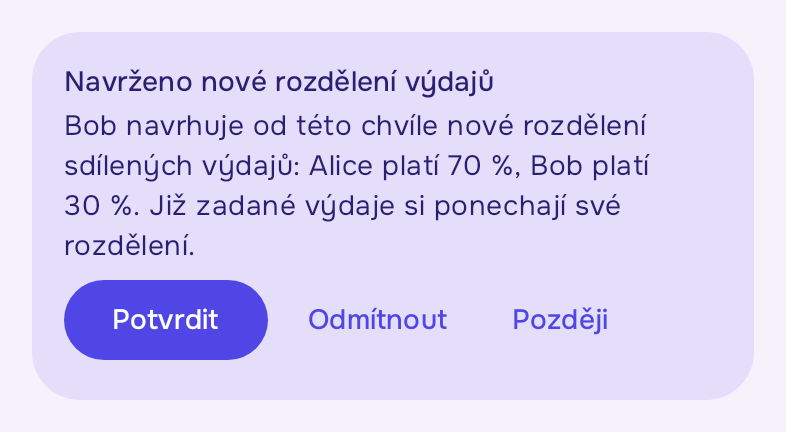 Navrženo nové rozdělení výdajů
Bob navrhuje od této chvíle nové rozdělení
sdílených výdajů: Alice platí 70 %, Bob platí
30 %. Již zadané výdaje si ponechají své
rozdělení.
Potvrdit Odmítnout Později